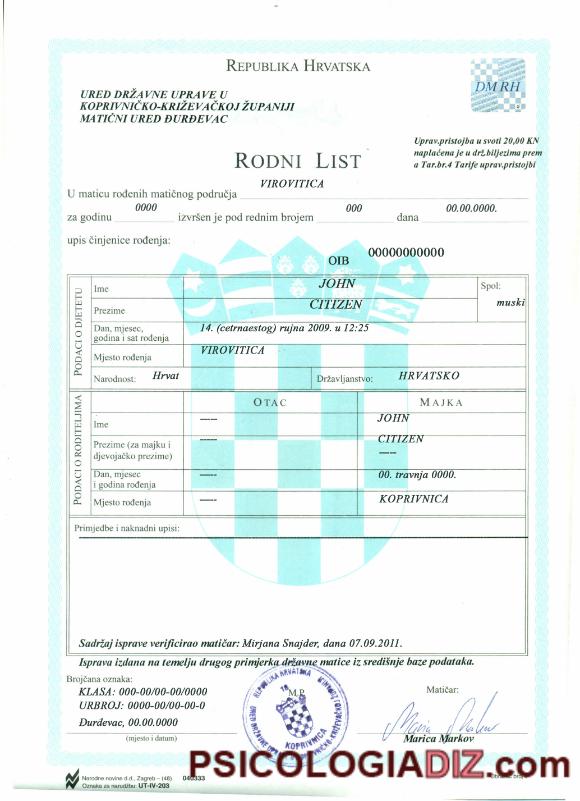 REPUBLIKA HRVATSKA
DM RH
URED DRŽAVNE UPRAVE U
KOPRIVNIČKO-KRIŽEVAČKOJ ŽUPANIJI
MATIČNI URED ĐURĐEVAC
Uprav.pristojba u svoti 20,00 KN
naplaćena je u drž.biljezima prem
a Tar.br.4 Tarife uprav.pristojbi
RODNI LIST
U maticu rođenih matičnog područja VIROVITICA
za godinu 0000 izvršen je pod rednim brojem 000 dana 00.00.0000.
upis činjenice rođenja:
OIB 00000000000
PODACI O DJETETU
Ime JOHN Spol:
Prezime CITIZEN muski
Dan, mjesec, godina i sat rođenja 14. (cetrnaestog) rujna 2009. u 12:25
Mjesto rođenja VIROVITICA
Narodnost: Hrvat Državljanstvo: HRVATSKO
PODACI O RODITELJIMA
OTAC MAJKA
Ime ---- JOHN
Prezime (za majku i djevojačko prezime) ---- CITIZEN ----
Dan, mjesec i godina rođenja ---- 00. travnja 0000.
Mjesto rođenja ---- KOPRIVNICA
Primjedbe i naknadni upisi:
Sadržaj isprave verificirao matičar: Mirjana Snajder, dana 07.09.2011.
Isprava izdana na temelju drugog primjerka državne matice iz središnje baze podataka.
Brojčana oznaka:
KLASA: 000-00/00-00/0000
URBROJ: 0000-00/00-00-0
Đurđevac, 00.00.0000
(mjesto i datum)
M.P.
REPUBLIKA HRVATSKA
KOPRIVNICA
Matičar:
Marica Markov
PSICOLOGIADIZ.com
Narodne novine d.d., Zagreb – (48) 040333
Oznaka za narudžbu: UT-IV-203